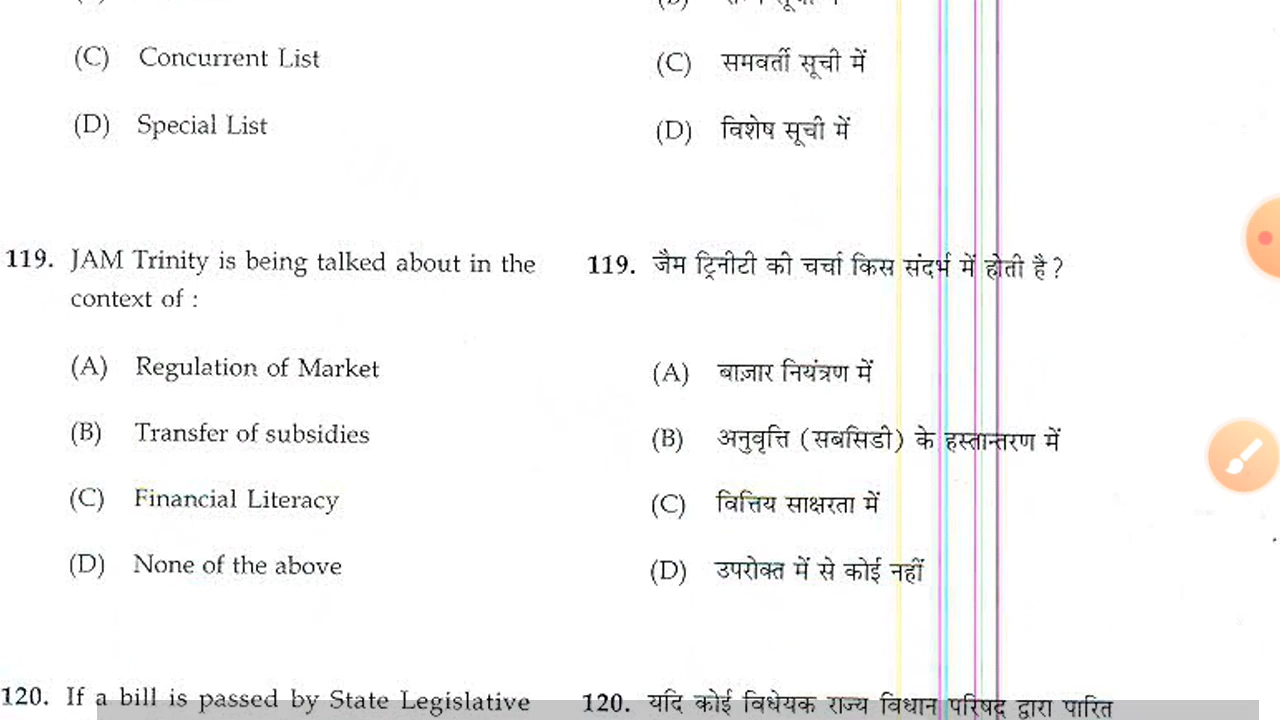 (C) Concurrent List
(D) Special List
119. JAM Trinity is being talked about in the
context of :
(A) Regulation of Market
(B) Transfer of subsidies
(C) Financial Literacy
(D) None of the above
120. If a bill is passed by State Legislative
(C) समवर्ती सूची में
(D) विशेष सूची में
119. जैम ट्रिनीटी की चर्चा किस संदर्भ में होती है ?
(A) बाज़ार नियंत्रण में
(B) अनुवृत्ति (सबसिडी) के हस्तान्तरण में
(C) वित्तिय साक्षरता में
(D) उपरोक्त में से कोई नहीं
120. यदि कोई विधेयक राज्य विधान परिषद् द्वारा पारित